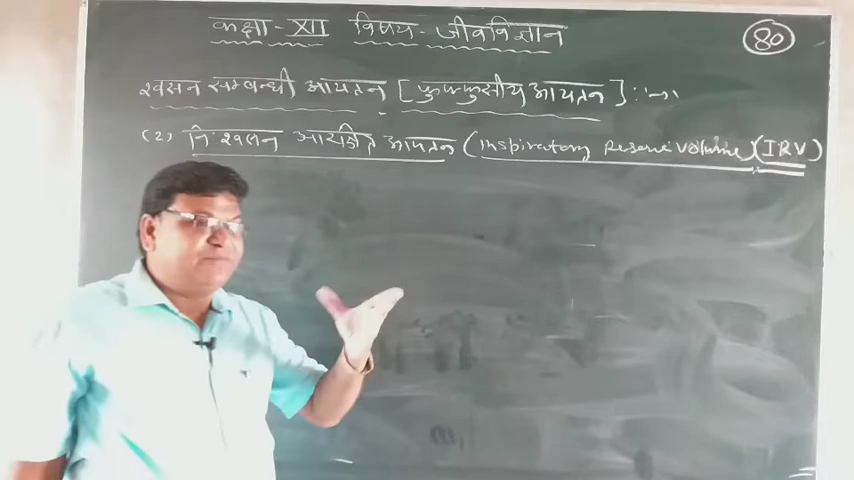 कक्षा - XII विषय - जीवविज्ञान
80
श्वसन सम्बन्धी आयतन [फुफ्फुसीय आयतन] :-
(2) निःश्वसन आरक्षित आयतन (Inspiratory Reserve Volume) (IRV)